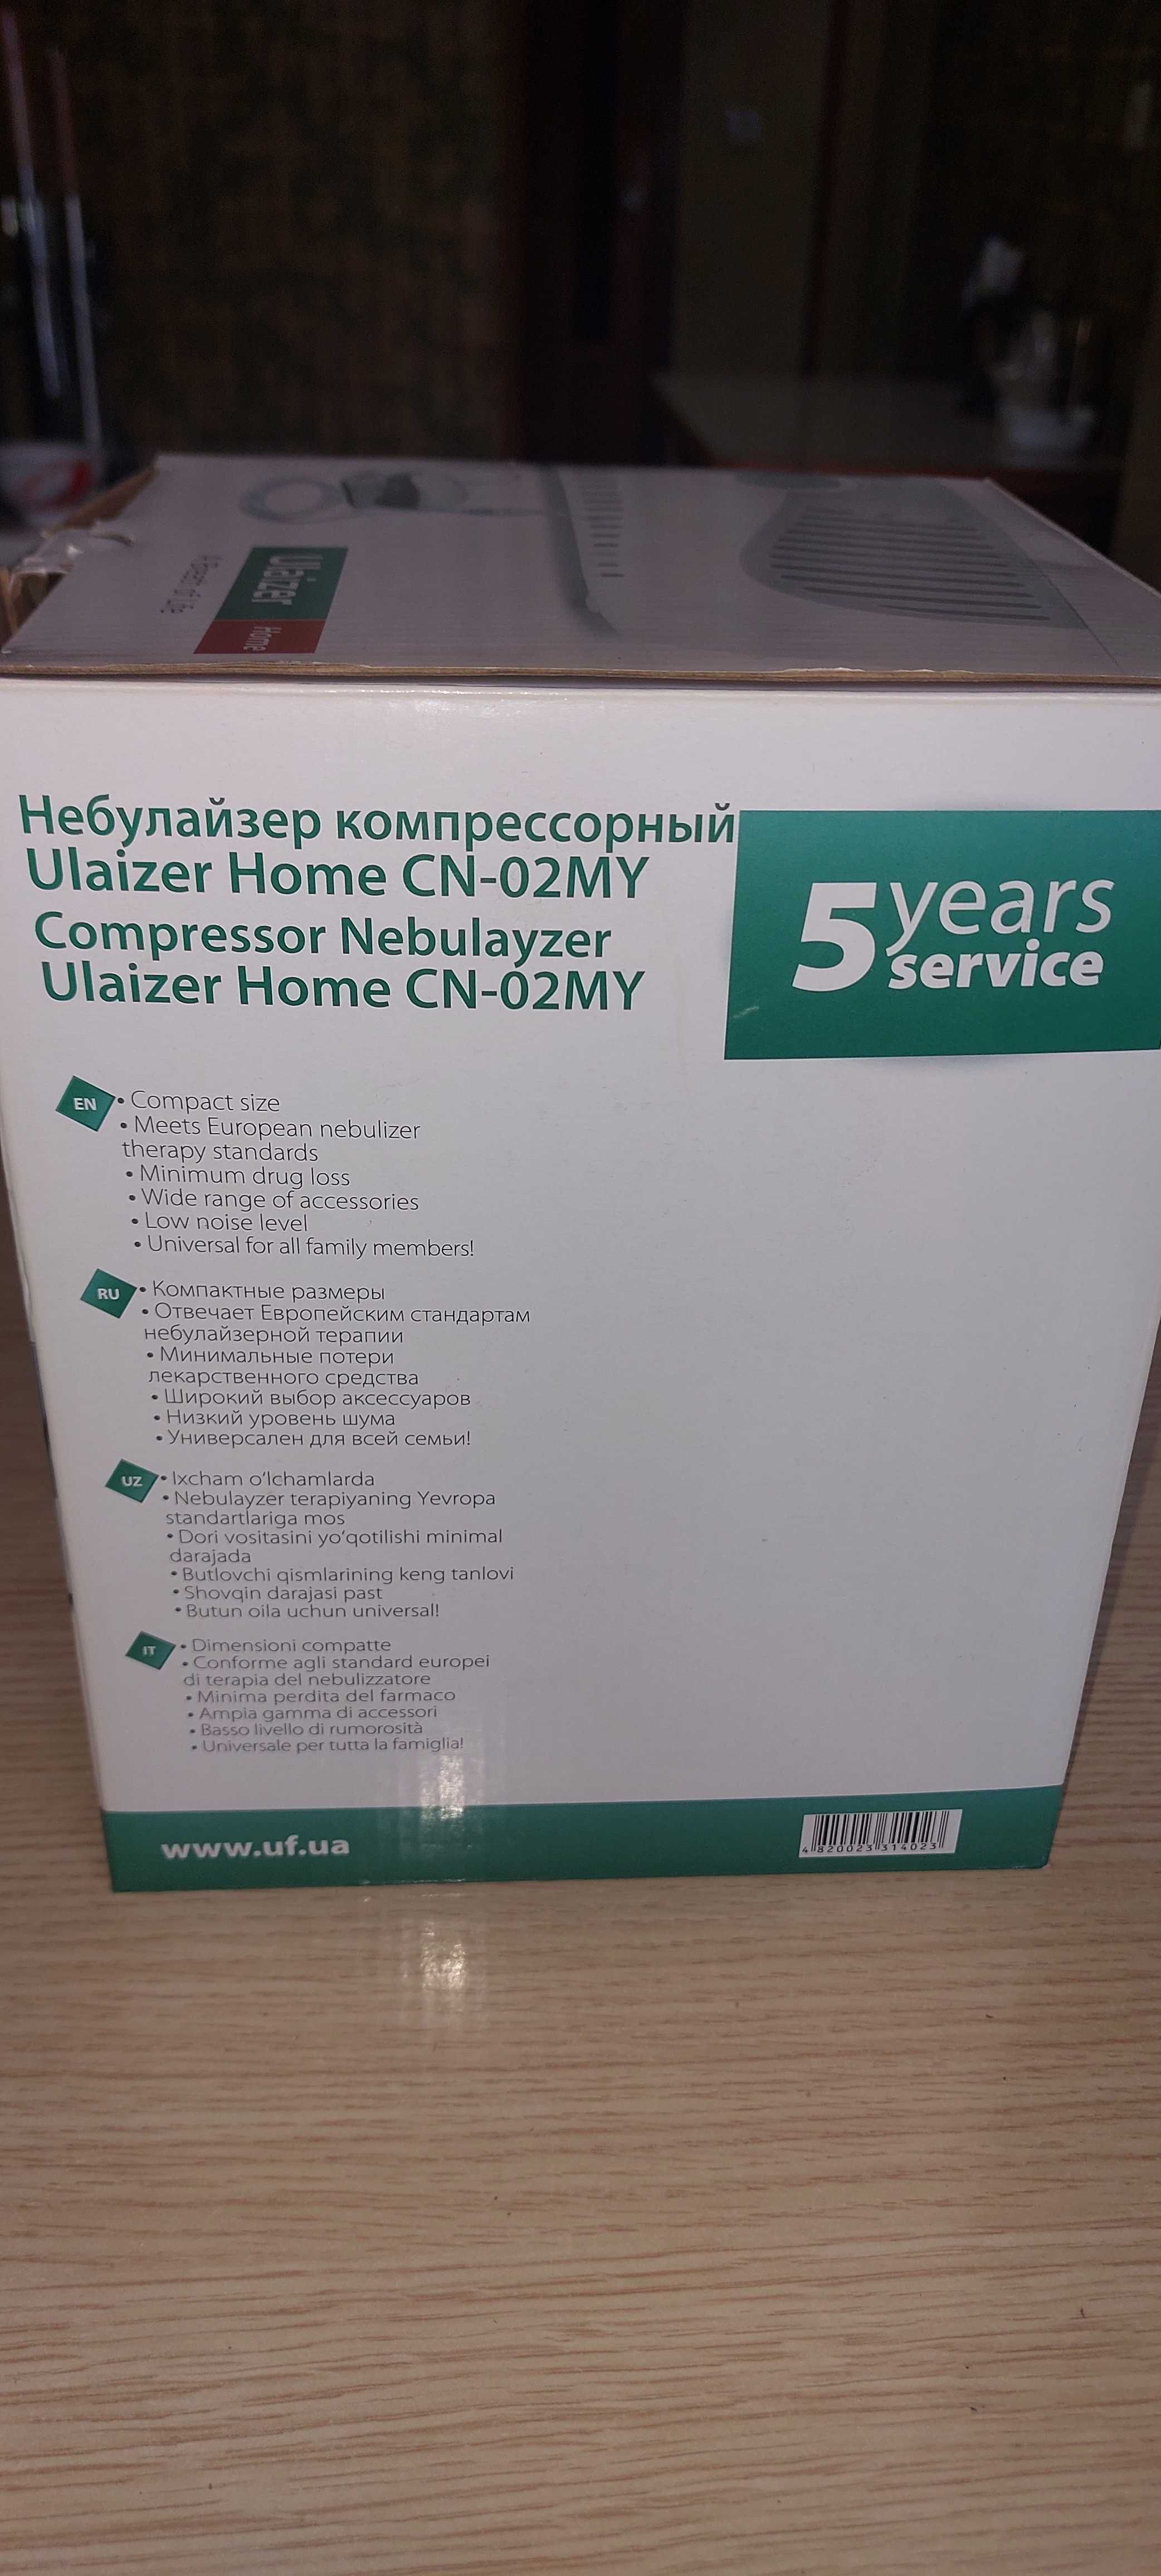 Ulaizer Home
Небулайзер компрессорный
Ulaizer Home CN-02MY
Compressor Nebulayzer
Ulaizer Home CN-02MY
5 years
service
EN
• Compact size
• Meets European nebulizer
therapy standards
• Minimum drug loss
• Wide range of accessories
• Low noise level
• Universal for all family members!
RU
• Компактные размеры
• Отвечает Европейским стандартам
небулайзерной терапии
• Минимальные потери
лекарственного средства
• Широкий выбор аксессуаров
• Низкий уровень шума
• Универсален для всей семьи!
UZ
• Ixcham o‘lchamlarda
• Nebulayzer terapiyaning Yevropa
standartlariga mos
• Dori vositasini yo‘qotilishi minimal
darajada
• Butlovchi qismlarining keng tanlovi
• Shovqin darajasi past
• Butun oila uchun universal!
IT
• Dimensioni compatte
• Conforme agli standard europei
di terapia del nebulizzatore
• Minima perdita del farmaco
• Ampia gamma di accessori
• Basso livello di rumorosità
• Universale per tutta la famiglia!
www.uf.ua
4 820023 314023